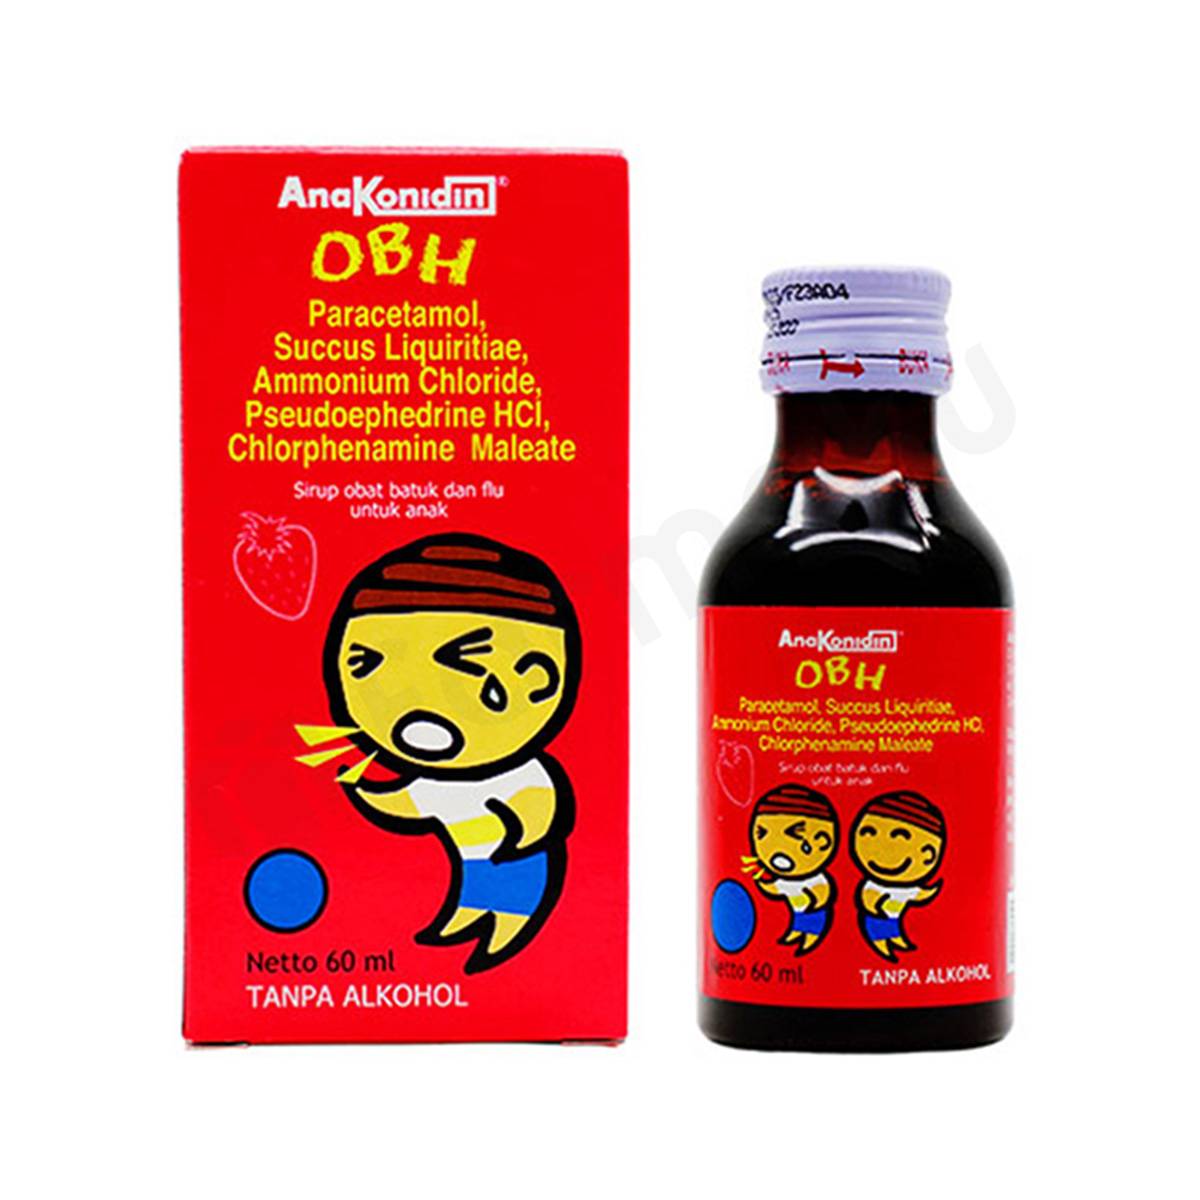 AnaKonidin®
OBH
Paracetamol,
Succus Liquiritiae,
Ammonium Chloride,
Pseudoephedrine HCl,
Chlorphenamine Maleate
Sirup obat batuk dan flu
untuk anak
Netto 60 ml
TANPA ALKOHOL
/F23A04
BUKA
AnaKonidin®
OBH
Paracetamol, Succus Liquiritiae,
Ammonium Chloride, Pseudoephedrine HCl,
Chlorphenamine Maleate
Sirup obat batuk dan flu
untuk anak
Netto 60 ml
TANPA ALKOHOL